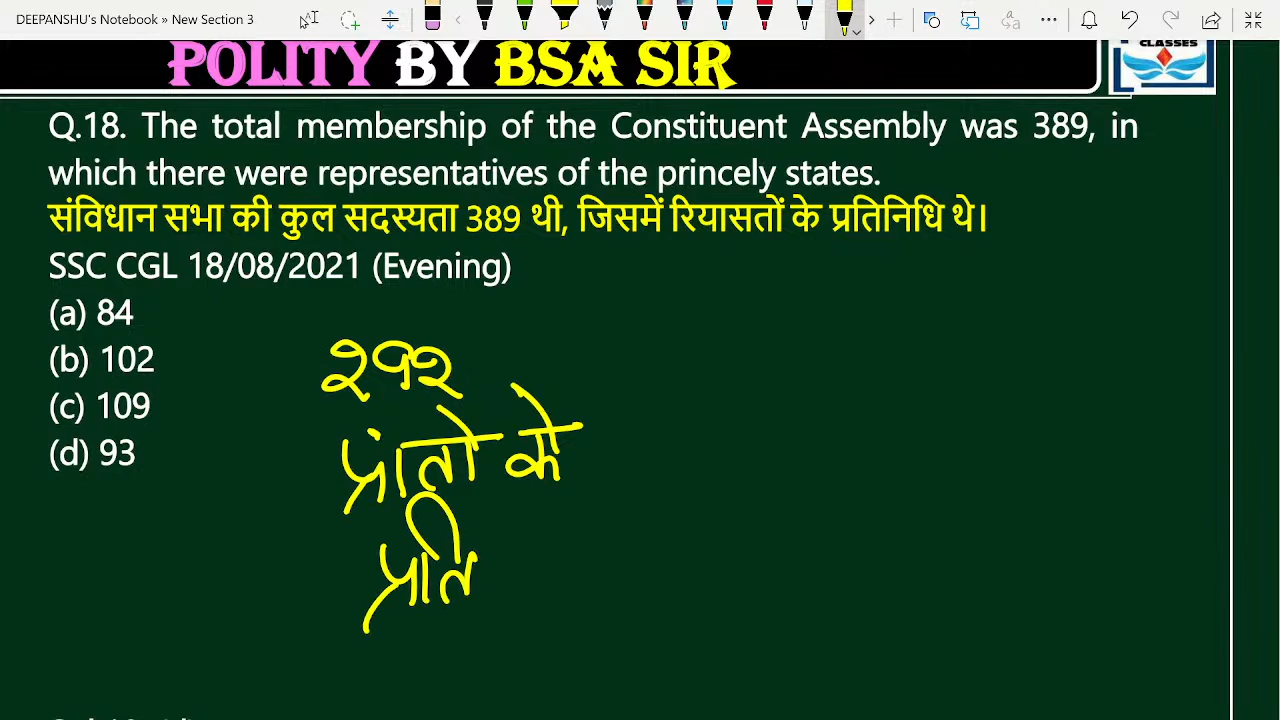 DEEPANSHU's Notebook » New Section 3
POLITY BY BSA SIR
CLASSES
Q.18. The total membership of the Constituent Assembly was 389, in
which there were representatives of the princely states.
संविधान सभा की कुल सदस्यता 389 थी, जिसमें रियासतों के प्रतिनिधि थे।
SSC CGL 18/08/2021 (Evening)
(a) 84
(b) 102
(c) 109
(d) 93
२९२
प्रांतो के
प्रति